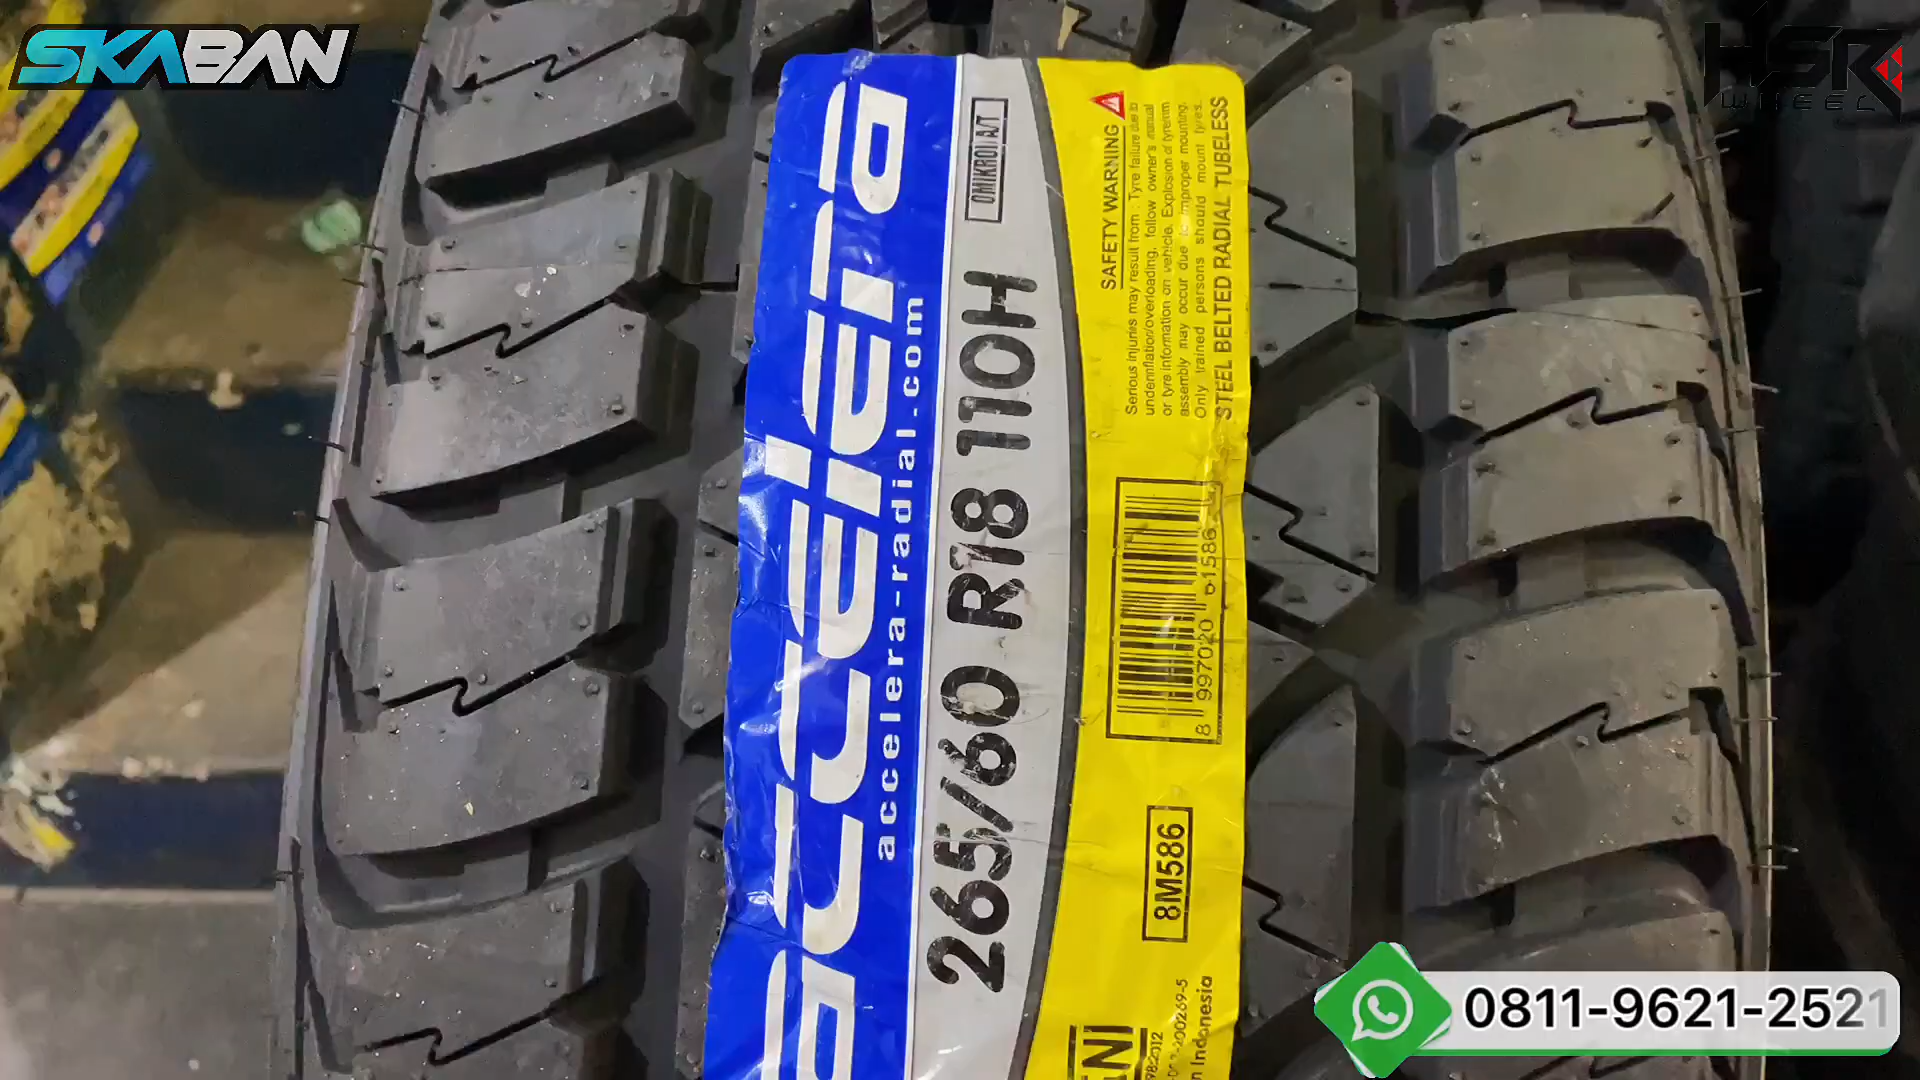 SKABAN
HSR
WHEEL
accelera
accelera-radial.com
OMIKRON A/T
265/60 R18 110H
SAFETY WARNING
Serious injuries may result from : Tyre failure due to
underinflation/overloading, follow owner's manual
or tyre information on vehicle. Explosion of tyre/rim
assembly may occur due to improper mounting.
Only trained persons should mount tyres.
STEEL BELTED RADIAL TUBELESS
8 997020 615864
8M586
0811-9621-2521